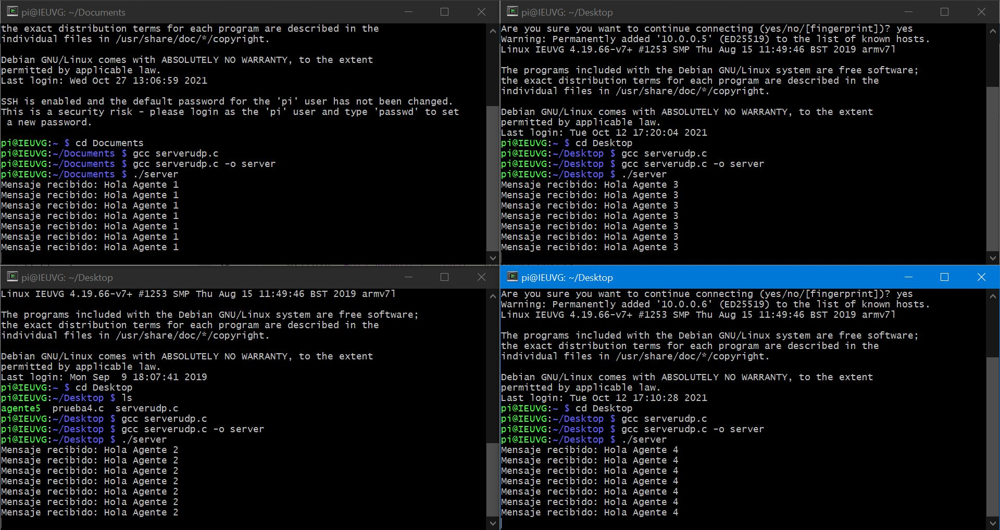 pi@IEUVG: ~/Documents
the exact distribution terms for each program are described in the
individual files in /usr/share/doc/*/copyright.
Debian GNU/Linux comes with ABSOLUTELY NO WARRANTY, to the extent
permitted by applicable law.
Last login: Wed Oct 27 13:06:59 2021
SSH is enabled and the default password for the 'pi' user has not been changed.
This is a security risk - please login as the 'pi' user and type 'passwd' to set
 a new password.
pi@IEUVG:~ $ cd Documents
pi@IEUVG:~/Documents $ gcc serverudp.c
pi@IEUVG:~/Documents $ gcc serverudp.c -o server
pi@IEUVG:~/Documents $ ./server
Mensaje recibido: Hola Agente 1
Mensaje recibido: Hola Agente 1
Mensaje recibido: Hola Agente 1
Mensaje recibido: Hola Agente 1
Mensaje recibido: Hola Agente 1
Mensaje recibido: Hola Agente 1
Mensaje recibido: Hola Agente 1
pi@IEUVG: ~/Desktop
Are you sure you want to continue connecting (yes/no/[fingerprint])? yes
Warning: Permanently added '10.0.0.5' (ED25519) to the list of known hosts.
Linux IEUVG 4.19.66-v7+ #1253 SMP Thu Aug 15 11:49:46 BST 2019 armv7l
The programs included with the Debian GNU/Linux system are free software;
the exact distribution terms for each program are described in the
individual files in /usr/share/doc/*/copyright.
Debian GNU/Linux comes with ABSOLUTELY NO WARRANTY, to the extent
permitted by applicable law.
Last login: Tue Oct 12 17:20:04 2021
pi@IEUVG:~ $ cd Desktop
pi@IEUVG:~/Desktop $ gcc serverudp.c
pi@IEUVG:~/Desktop $ gcc serverudp.c -o server
pi@IEUVG:~/Desktop $ ./server
Mensaje recibido: Hola Agente 3
Mensaje recibido: Hola Agente 3
Mensaje recibido: Hola Agente 3
Mensaje recibido: Hola Agente 3
Mensaje recibido: Hola Agente 3
Mensaje recibido: Hola Agente 3
Mensaje recibido: Hola Agente 3
pi@IEUVG: ~/Desktop
Linux IEUVG 4.19.66-v7+ #1253 SMP Thu Aug 15 11:49:46 BST 2019 armv7l
The programs included with the Debian GNU/Linux system are free software;
the exact distribution terms for each program are described in the
individual files in /usr/share/doc/*/copyright.
Debian GNU/Linux comes with ABSOLUTELY NO WARRANTY, to the extent
permitted by applicable law.
Last login: Mon Sep  9 18:07:41 2019
pi@IEUVG:~ $ cd Desktop
pi@IEUVG:~/Desktop $ ls
agente5  prueba4.c  serverudp.c
pi@IEUVG:~/Desktop $ gcc serverudp.c
pi@IEUVG:~/Desktop $ gcc serverudp.c -o server
pi@IEUVG:~/Desktop $ ./server
Mensaje recibido: Hola Agente 2
Mensaje recibido: Hola Agente 2
Mensaje recibido: Hola Agente 2
Mensaje recibido: Hola Agente 2
Mensaje recibido: Hola Agente 2
Mensaje recibido: Hola Agente 2
Mensaje recibido: Hola Agente 2
pi@IEUVG: ~/Desktop
Are you sure you want to continue connecting (yes/no/[fingerprint])? yes
Warning: Permanently added '10.0.0.6' (ED25519) to the list of known hosts.
Linux IEUVG 4.19.66-v7+ #1253 SMP Thu Aug 15 11:49:46 BST 2019 armv7l
The programs included with the Debian GNU/Linux system are free software;
the exact distribution terms for each program are described in the
individual files in /usr/share/doc/*/copyright.
Debian GNU/Linux comes with ABSOLUTELY NO WARRANTY, to the extent
permitted by applicable law.
Last login: Tue Oct 12 17:10:28 2021
pi@IEUVG:~ $ cd Desktop
pi@IEUVG:~/Desktop $ gcc serverudp.c
pi@IEUVG:~/Desktop $ gcc serverudp.c -o server
pi@IEUVG:~/Desktop $ ./server
Mensaje recibido: Hola Agente 4
Mensaje recibido: Hola Agente 4
Mensaje recibido: Hola Agente 4
Mensaje recibido: Hola Agente 4
Mensaje recibido: Hola Agente 4
Mensaje recibido: Hola Agente 4
Mensaje recibido: Hola Agente 4